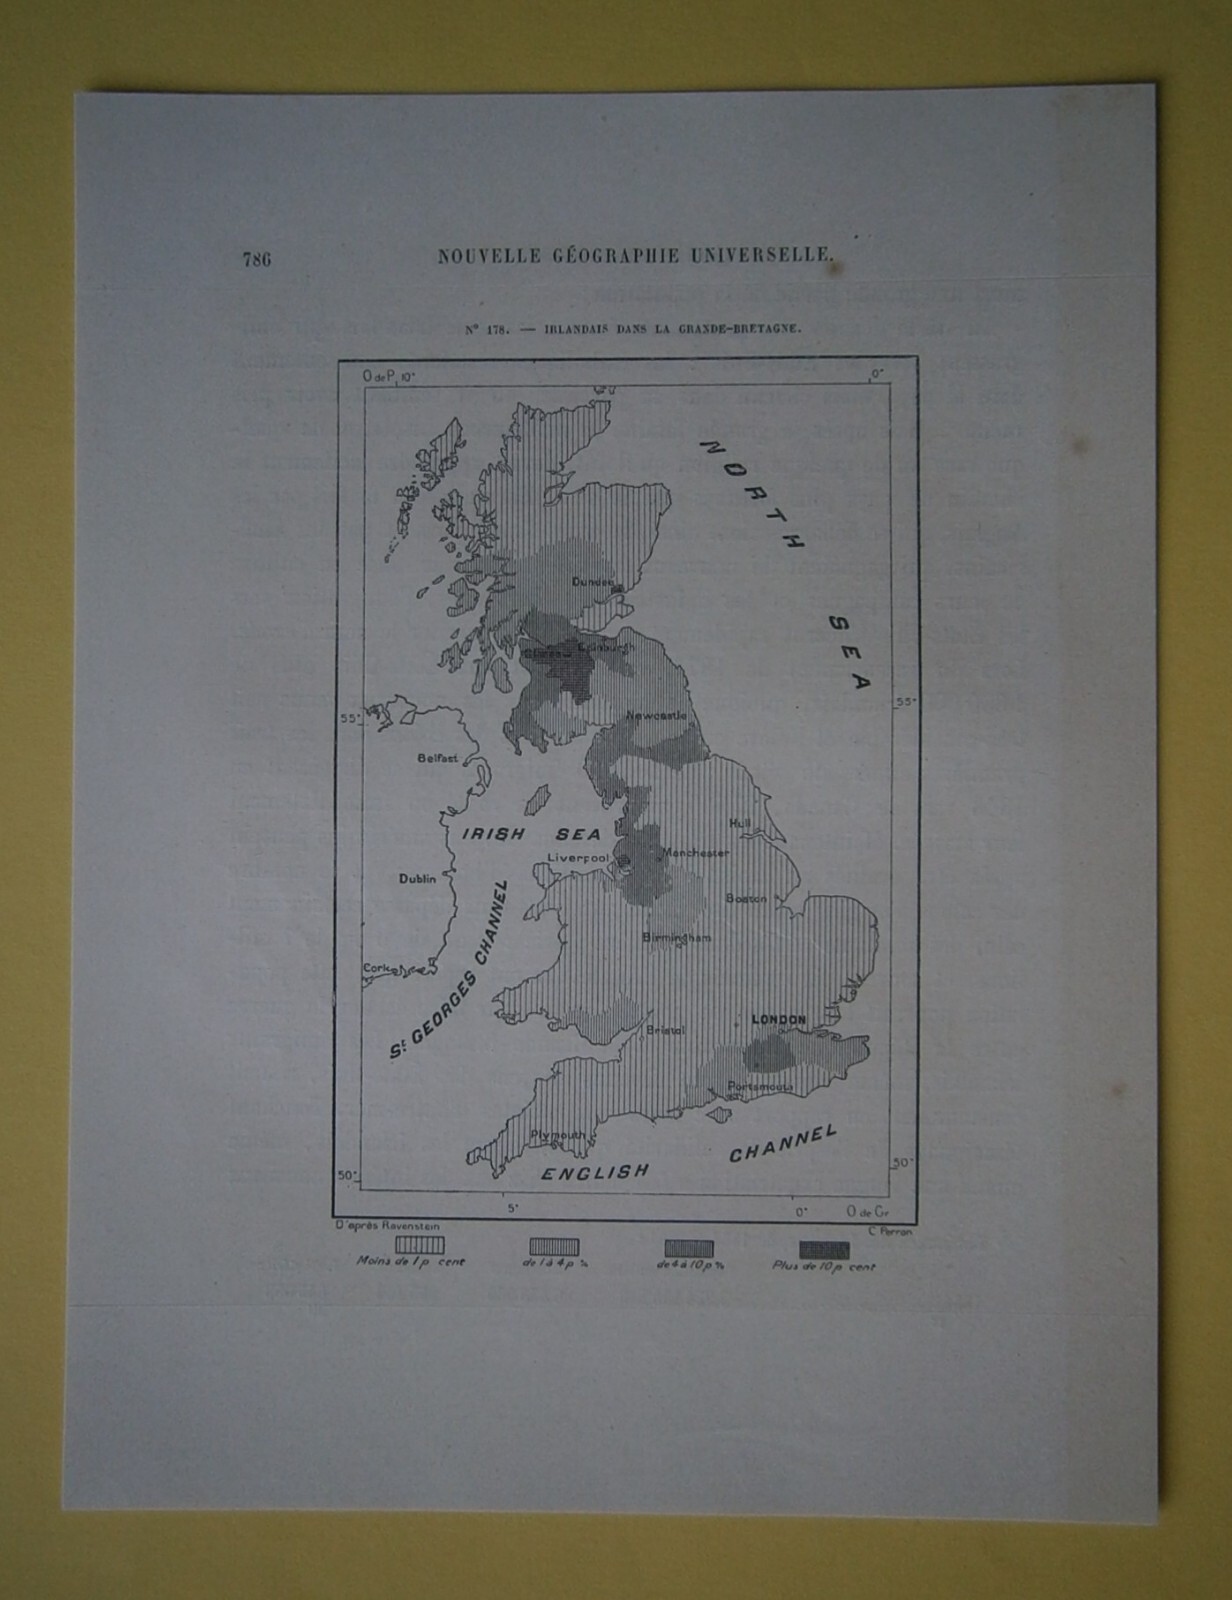 786
NOUVELLE GÉOGRAPHIE UNIVERSELLE.
N° 178. — IRLANDAIS DANS LA GRANDE-BRETAGNE.
O de P. 10°
0°
NORTH SEA
Dundee
Edinburgh
55°
55°
Newcastle
Belfast
IRISH SEA
Hull
Liverpool
Manchester
Dublin
Boston
Birmingham
Cork
ST GEORGES CHANNEL
LONDON
Bristol
Portsmouth
Plymouth
ENGLISH CHANNEL
50°
50°
5°
0°
O de Gr
D'après Ravenstein
C. Perron
Moins de 1 p cent
de 1 à 4 p %
de 4 à 10 p %
Plus de 10 p cent